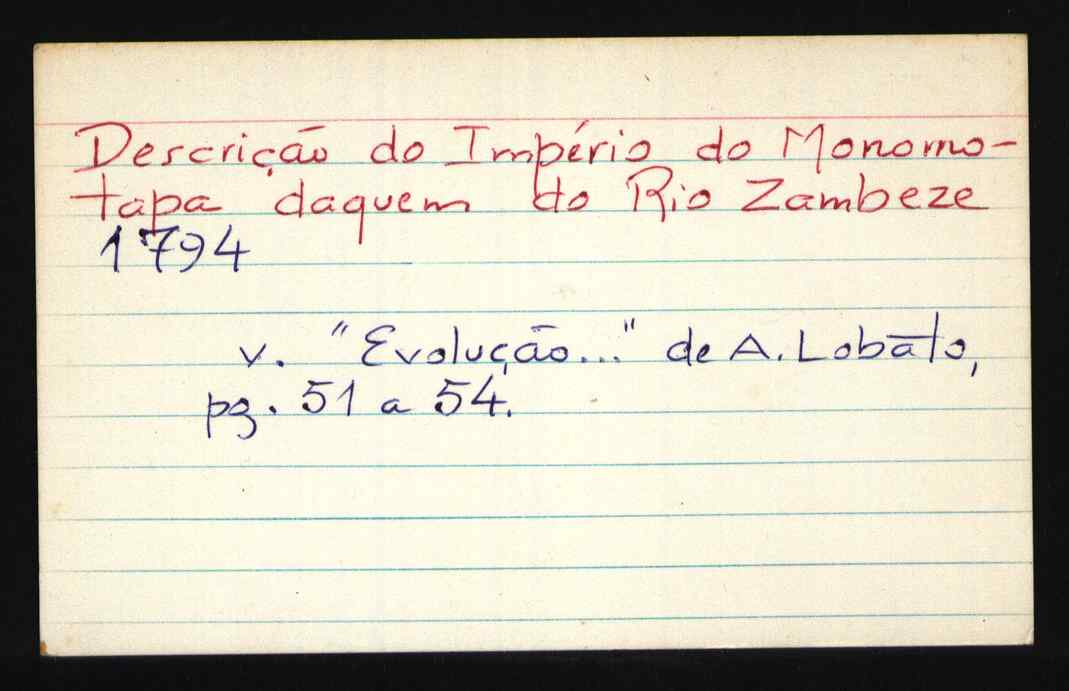 Descrição do Império do Monomo-
tapa daquem do Rio Zambeze
1794
v. "Evolução..." de A. Lobato,
pg. 51 a 54.